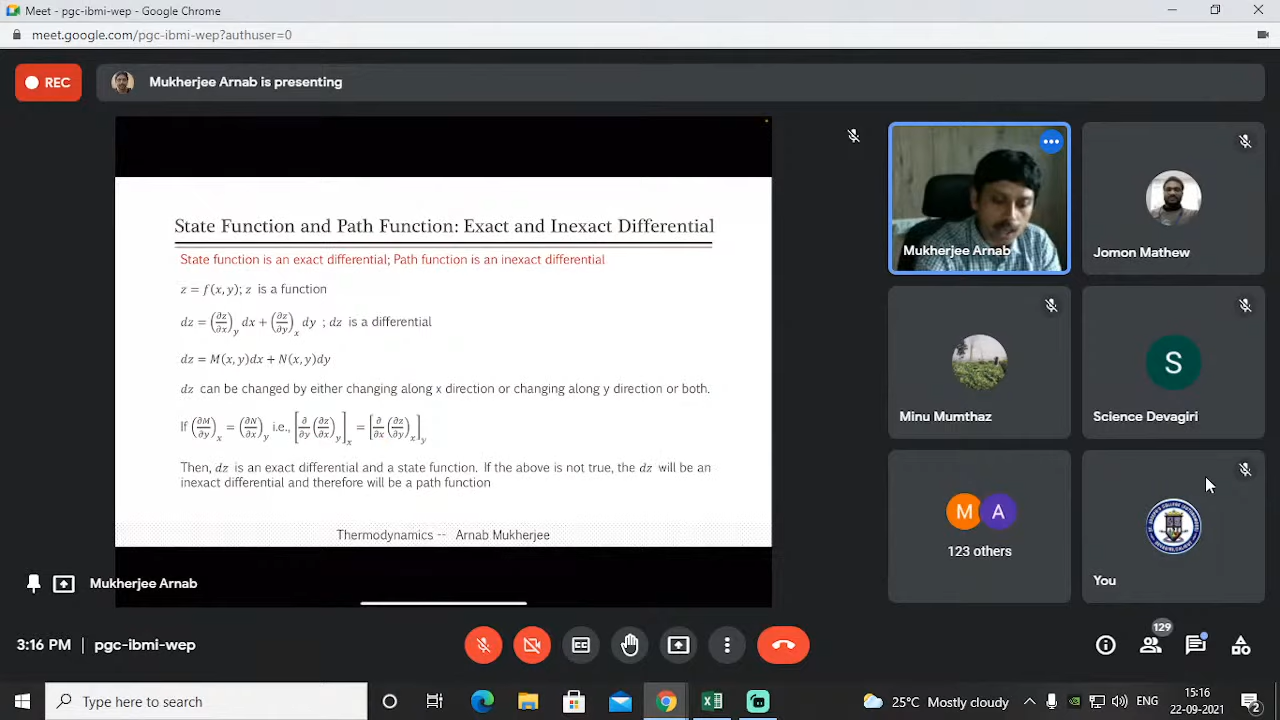 Meet - pgc-ibmi-wep - Google Chrome
meet.google.com/pgc-ibmi-wep?authuser=0
REC
Mukherjee Arnab is presenting
State Function and Path Function: Exact and Inexact Differential
State function is an exact differential; Path function is an inexact differential
z = f(x, y); z is a function
dz = (∂z/∂x)_y dx + (∂z/∂y)_x dy ; dz is a differential
dz = M(x, y)dx + N(x, y)dy
dz can be changed by either changing along x direction or changing along y direction or both.
If (∂M/∂y)_x = (∂N/∂x)_y i.e., [∂/∂y (∂z/∂x)_y]_x = [∂/∂x (∂z/∂y)_x]_y
Then, dz is an exact differential and a state function. If the above is not true, the dz will be an
inexact differential and therefore will be a path function
Thermodynamics -- Arnab Mukherjee
Mukherjee Arnab
Mukherjee Arnab
Jomon Mathew
Minu Mumthaz
S
Science Devagiri
M A
123 others
You
3:16 PM | pgc-ibmi-wep
129
Type here to search
25°C Mostly cloudy
ENG
15:16
22-09-2021
2